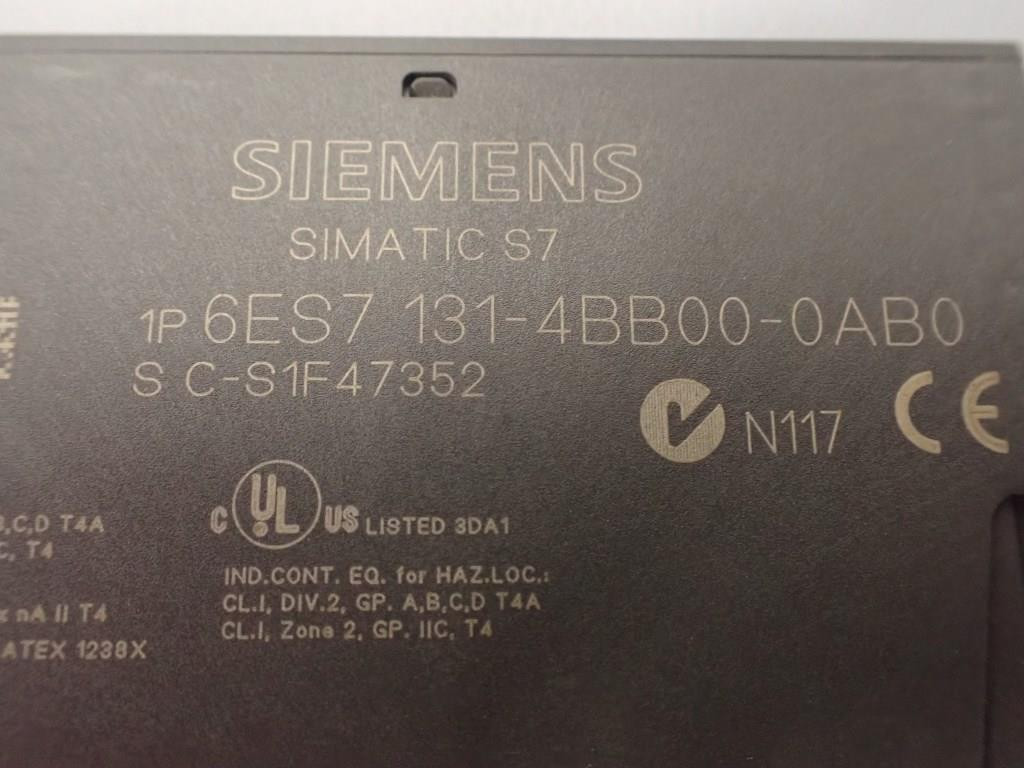 SIEMENS
SIMATIC S7
1P 6ES7 131-4BB00-0AB0
S C-S1F47352
N117 CE
C UL US LISTED 3DA1
IND.CONT. EQ. for HAZ.LOC.:
CL.I, DIV.2, GP. A,B,C,D T4A
CL.I, Zone 2, GP. IIC, T4
B,C,D T4A
C, T4
nA II T4
ATEX 1238X